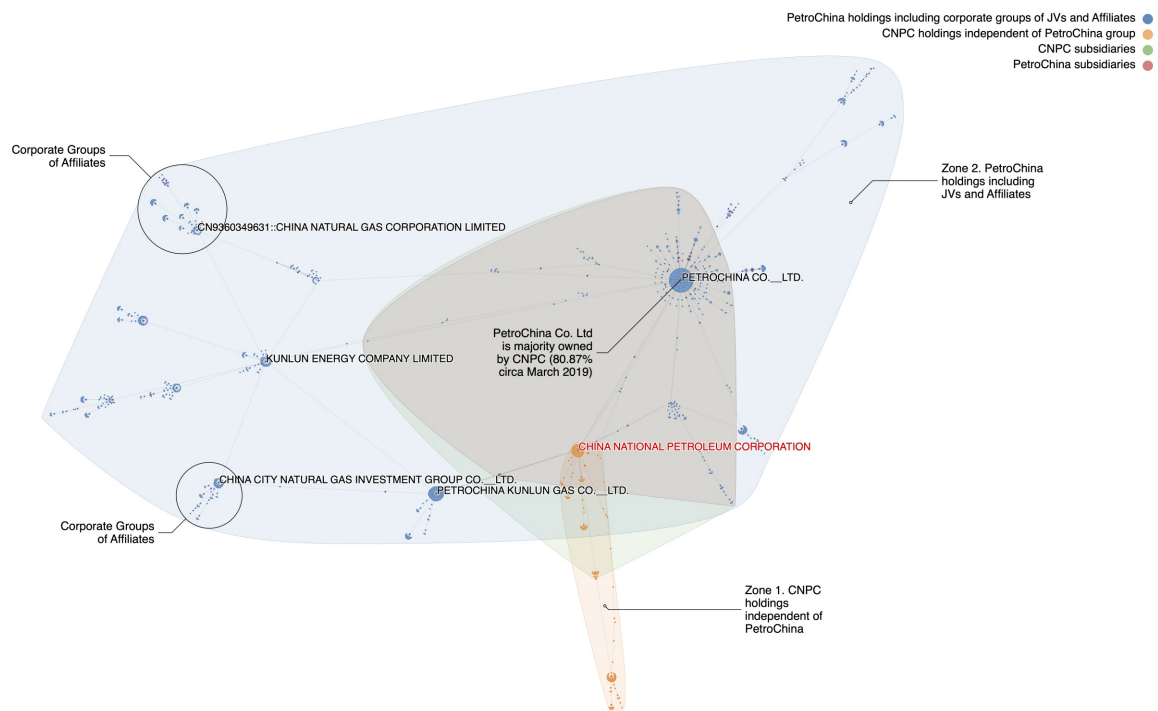 PetroChina holdings including corporate groups of JVs and Affiliates
CNPC holdings independent of PetroChina group
CNPC subsidiaries
PetroChina subsidiaries
Corporate Groups
of Affiliates
Zone 2. PetroChina
holdings including
JVs and Affiliates
CN9360349631::CHINA NATURAL GAS CORPORATION LIMITED
PETROCHINA CO.__LTD.
PetroChina Co. Ltd
is majority owned
by CNPC (80.87%
circa March 2019)
KUNLUN ENERGY COMPANY LIMITED
CHINA NATIONAL PETROLEUM CORPORATION
CHINA CITY NATURAL GAS INVESTMENT GROUP CO.__LTD.
PETROCHINA KUNLUN GAS CO.__LTD.
Corporate Groups
of Affiliates
Zone 1. CNPC
holdings
independent of
PetroChina